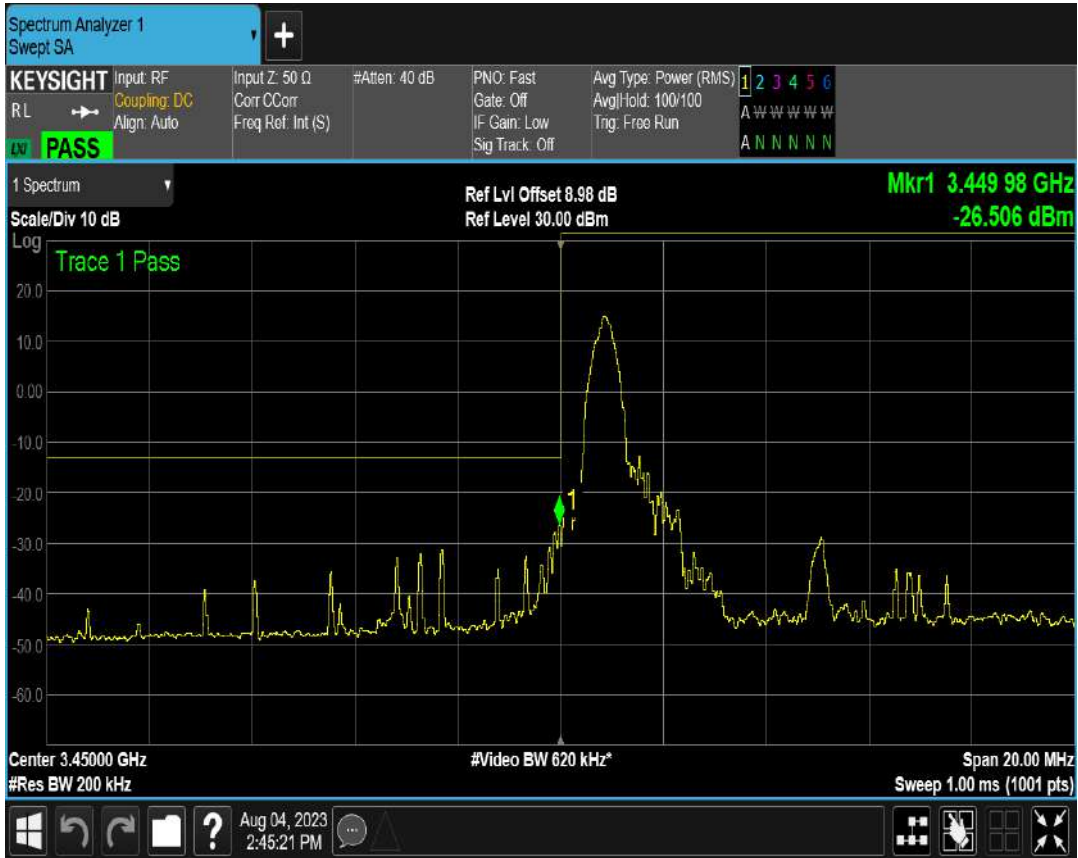 Spectrum Analyzer 1
Swept SA
KEYSIGHT
RL
LXI PASS
Input: RF
Coupling: DC
Align: Auto
Input Z: 50 Ω
Corr CCorr
Freq Ref: Int (S)
#Atten: 40 dB
PNO: Fast
Gate: Off
IF Gain: Low
Sig Track: Off
Avg Type: Power (RMS)
Avg|Hold: 100/100
Trig: Free Run
1 2 3 4 5 6
A W W W W W
A N N N N N
1 Spectrum
Scale/Div 10 dB
Ref Lvl Offset 8.98 dB
Ref Level 30.00 dBm
Mkr1 3.449 98 GHz
-26.506 dBm
Log
Trace 1 Pass
20.0
10.0
0.00
-10.0
-20.0
1
-30.0
-40.0
-50.0
-60.0
Center 3.45000 GHz
#Video BW 620 kHz*
Span 20.00 MHz
#Res BW 200 kHz
Sweep 1.00 ms (1001 pts)
?
Aug 04, 2023
2:45:21 PM